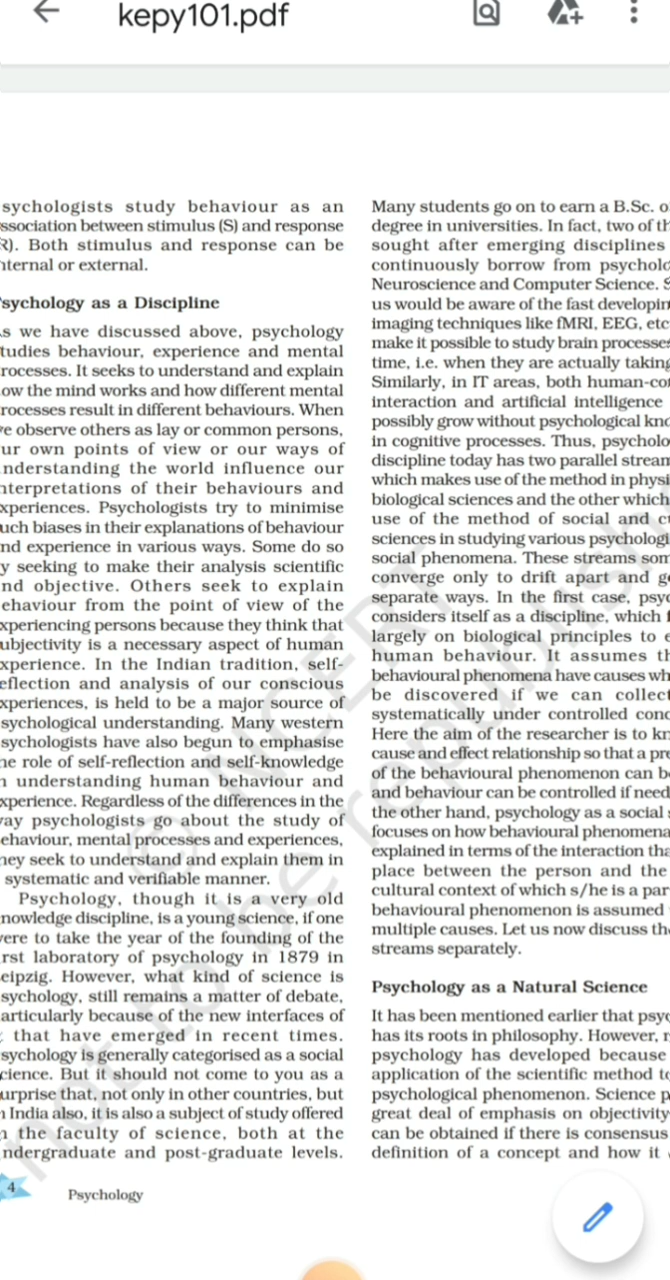 kepy101.pdf
sychologists study behaviour as an
ssociation between stimulus (S) and response
R). Both stimulus and response can be
nternal or external.
sychology as a Discipline
s we have discussed above, psychology
tudies behaviour, experience and mental
rocesses. It seeks to understand and explain
ow the mind works and how different mental
rocesses result in different behaviours. When
e observe others as lay or common persons,
ur own points of view or our ways of
nderstanding the world influence our
nterpretations of their behaviours and
xperiences. Psychologists try to minimise
uch biases in their explanations of behaviour
nd experience in various ways. Some do so
y seeking to make their analysis scientific
nd objective. Others seek to explain
ehaviour from the point of view of the
xperiencing persons because they think that
ubjectivity is a necessary aspect of human
xperience. In the Indian tradition, self-
eflection and analysis of our conscious
xperiences, is held to be a major source of
sychological understanding. Many western
sychologists have also begun to emphasise
he role of self-reflection and self-knowledge
n understanding human behaviour and
xperience. Regardless of the differences in the
ay psychologists go about the study of
ehaviour, mental processes and experiences,
hey seek to understand and explain them in
systematic and verifiable manner.
Psychology, though it is a very old
nowledge discipline, is a young science, if one
vere to take the year of the founding of the
rst laboratory of psychology in 1879 in
eipzig. However, what kind of science is
sychology, still remains a matter of debate,
articularly because of the new interfaces of
that have emerged in recent times.
sychology is generally categorised as a social
cience. But it should not come to you as a
urprise that, not only in other countries, but
n India also, it is also a subject of study offered
n the faculty of science, both at the
ndergraduate and post-graduate levels.
Many students go on to earn a B.Sc. o
degree in universities. In fact, two of th
sought after emerging disciplines
continuously borrow from psycholo
Neuroscience and Computer Science. S
us would be aware of the fast developin
imaging techniques like fMRI, EEG, etc
make it possible to study brain processes
time, i.e. when they are actually taking
Similarly, in IT areas, both human-com
interaction and artificial intelligence
possibly grow without psychological kno
in cognitive processes. Thus, psycholo
discipline today has two parallel stream
which makes use of the method in physi
biological sciences and the other which
use of the method of social and cu
sciences in studying various psychologi
social phenomena. These streams som
converge only to drift apart and go
separate ways. In the first case, psyc
considers itself as a discipline, which f
largely on biological principles to e
human behaviour. It assumes th
behavioural phenomena have causes wh
be discovered if we can collect
systematically under controlled conc
Here the aim of the researcher is to kn
cause and effect relationship so that a pre
of the behavioural phenomenon can b
and behaviour can be controlled if need
the other hand, psychology as a social s
focuses on how behavioural phenomena
explained in terms of the interaction tha
place between the person and the
cultural context of which s/he is a par
behavioural phenomenon is assumed
multiple causes. Let us now discuss th
streams separately.
Psychology as a Natural Science
It has been mentioned earlier that psyc
has its roots in philosophy. However, r
psychology has developed because
application of the scientific method to
psychological phenomenon. Science p
great deal of emphasis on objectivity
can be obtained if there is consensus
definition of a concept and how it
4
Psychology
© NCERT
not to be republish